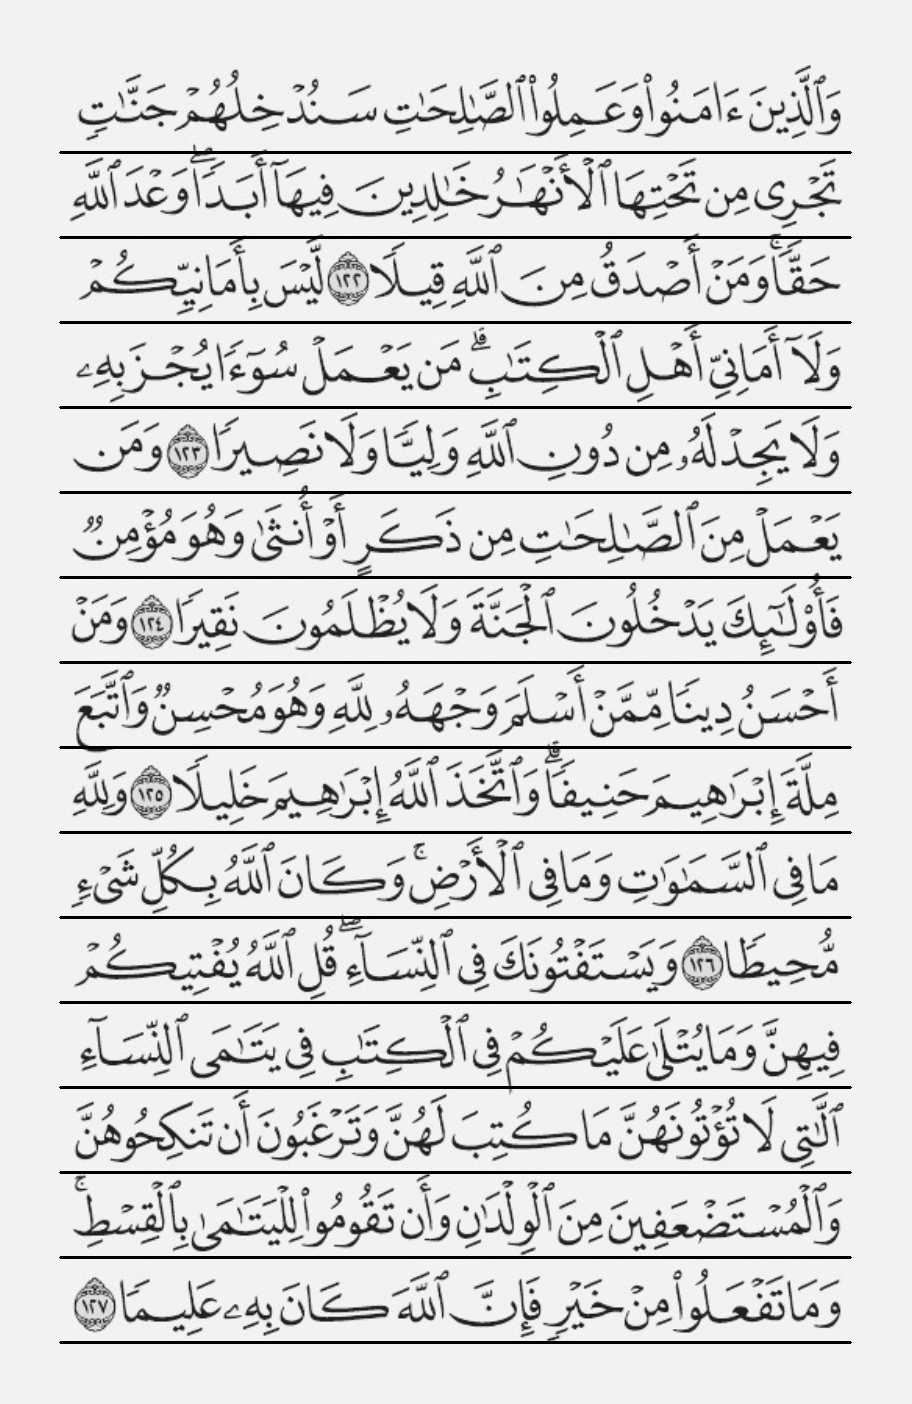 وَٱلَّذِينَ ءَامَنُوا۟ وَعَمِلُوا۟ ٱلصَّـٰلِحَـٰتِ سَنُدْخِلُهُمْ جَنَّـٰتٍ
تَجْرِى مِن تَحْتِهَا ٱلْأَنْهَـٰرُ خَـٰلِدِينَ فِيهَآ أَبَدًا ۖ وَعْدَ ٱللَّهِ
حَقًّا ۚ وَمَنْ أَصْدَقُ مِنَ ٱللَّهِ قِيلًا ١٢٢ لَّيْسَ بِأَمَانِيِّكُمْ
وَلَآ أَمَانِىِّ أَهْلِ ٱلْكِتَـٰبِ ۗ مَن يَعْمَلْ سُوٓءًا يُجْزَ بِهِۦ
وَلَا يَجِدْ لَهُۥ مِن دُونِ ٱللَّهِ وَلِيًّا وَلَا نَصِيرًا ١٢٣ وَمَن
يَعْمَلْ مِنَ ٱلصَّـٰلِحَـٰتِ مِن ذَكَرٍ أَوْ أُنثَىٰ وَهُوَ مُؤْمِنٌ
فَأُو۟لَـٰٓئِكَ يَدْخُلُونَ ٱلْجَنَّةَ وَلَا يُظْلَمُونَ نَقِيرًا ١٢٤ وَمَنْ
أَحْسَنُ دِينًا مِّمَّنْ أَسْلَمَ وَجْهَهُۥ لِلَّهِ وَهُوَ مُحْسِنٌ وَٱتَّبَعَ
مِلَّةَ إِبْرَٰهِيمَ حَنِيفًا ۗ وَٱتَّخَذَ ٱللَّهُ إِبْرَٰهِيمَ خَلِيلًا ١٢٥ وَلِلَّهِ
مَا فِى ٱلسَّمَـٰوَٰتِ وَمَا فِى ٱلْأَرْضِ ۚ وَكَانَ ٱللَّهُ بِكُلِّ شَىْءٍ
مُّحِيطًا ١٢٦ وَيَسْتَفْتُونَكَ فِى ٱلنِّسَآءِ ۖ قُلِ ٱللَّهُ يُفْتِيكُمْ
فِيهِنَّ وَمَا يُتْلَىٰ عَلَيْكُمْ فِى ٱلْكِتَـٰبِ فِى يَتَـٰمَى ٱلنِّسَآءِ
ٱلَّـٰتِى لَا تُؤْتُونَهُنَّ مَا كُتِبَ لَهُنَّ وَتَرْغَبُونَ أَن تَنكِحُوهُنَّ
وَٱلْمُسْتَضْعَفِينَ مِنَ ٱلْوِلْدَٰنِ وَأَن تَقُومُوا۟ لِلْيَتَـٰمَىٰ بِٱلْقِسْطِ ۚ
وَمَا تَفْعَلُوا۟ مِنْ خَيْرٍ فَإِنَّ ٱللَّهَ كَانَ بِهِۦ عَلِيمًا ١٢٧